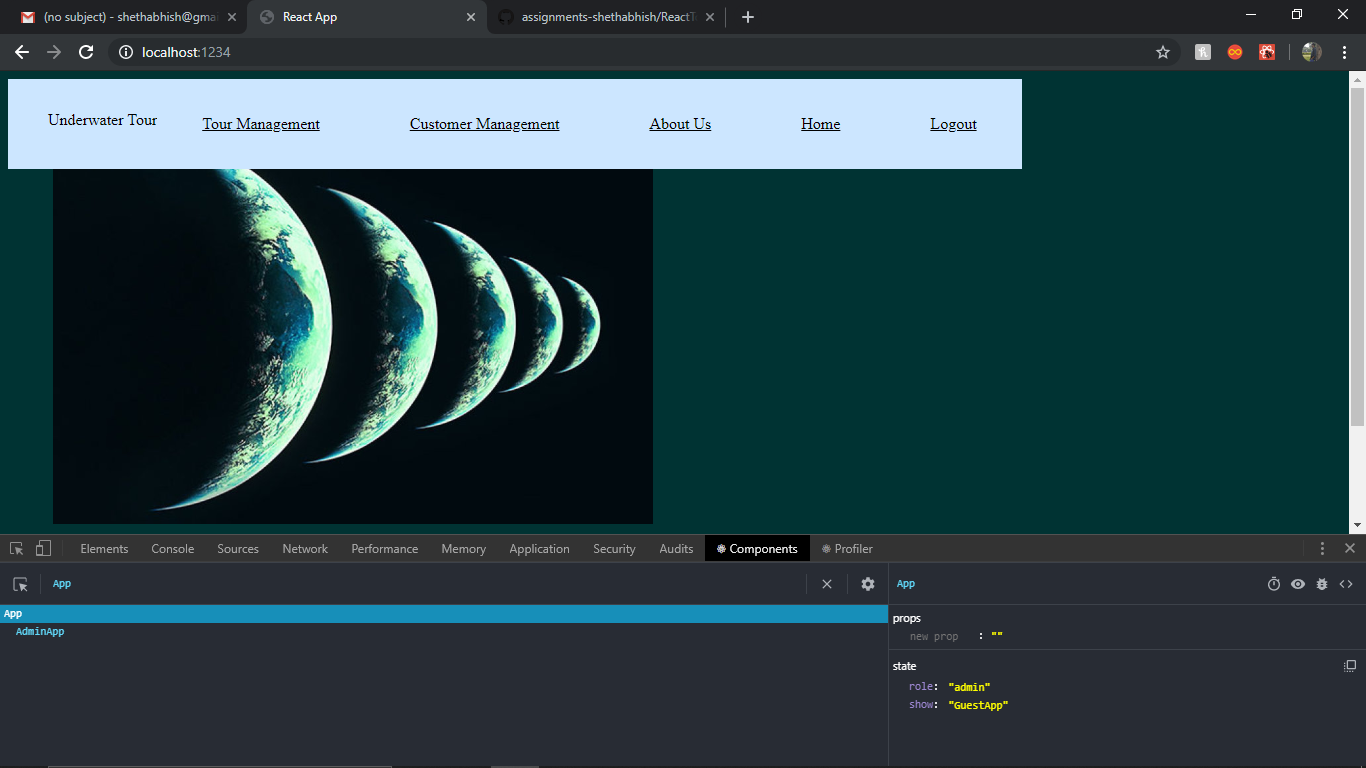 (no subject) - shethabhish@gma
React App
assignments-shethabhish/ReactTe
localhost:1234
Underwater Tour
Tour Management
Customer Management
About Us
Home
Logout
Elements
Console
Sources
Network
Performance
Memory
Application
Security
Audits
Components
Profiler
App
App
App
AdminApp
props
new prop : ""
state
role: "admin"
show: "GuestApp"